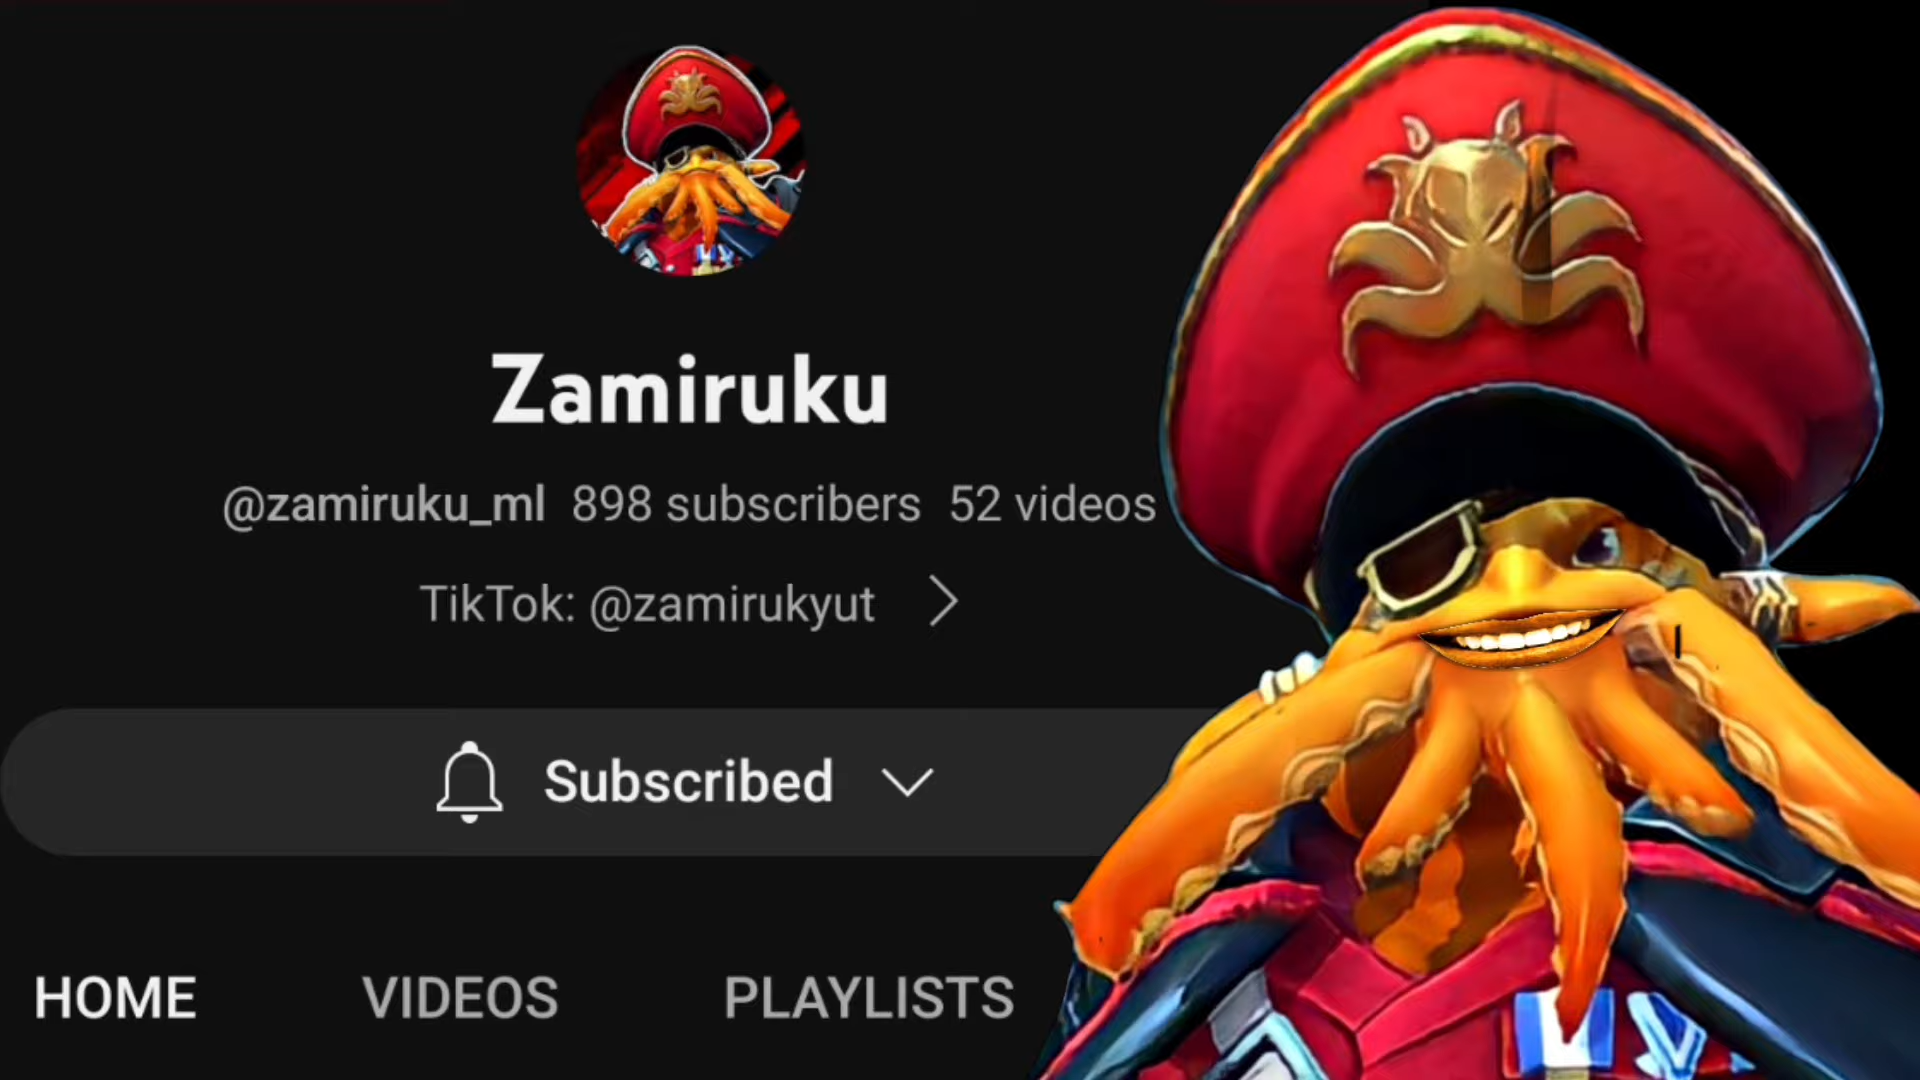 Zamiruku
@zamiruku_ml 898 subscribers 52 videos
TikTok: @zamirukyut
Subscribed
HOME VIDEOS PLAYLISTS